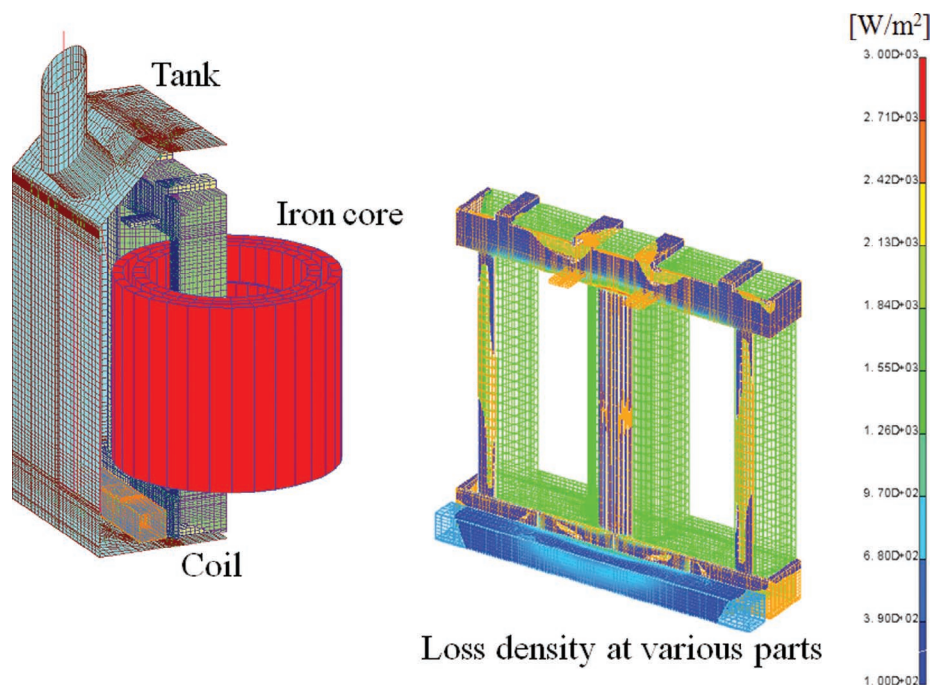 [W/m²]
Tank
Iron core
Coil
Loss density at various parts
3.00D+03
2.71D+03
2.42D+03
2.13D+03
1.84D+03
1.55D+03
1.26D+03
9.70D+02
6.80D+02
3.90D+02
1.00D+02